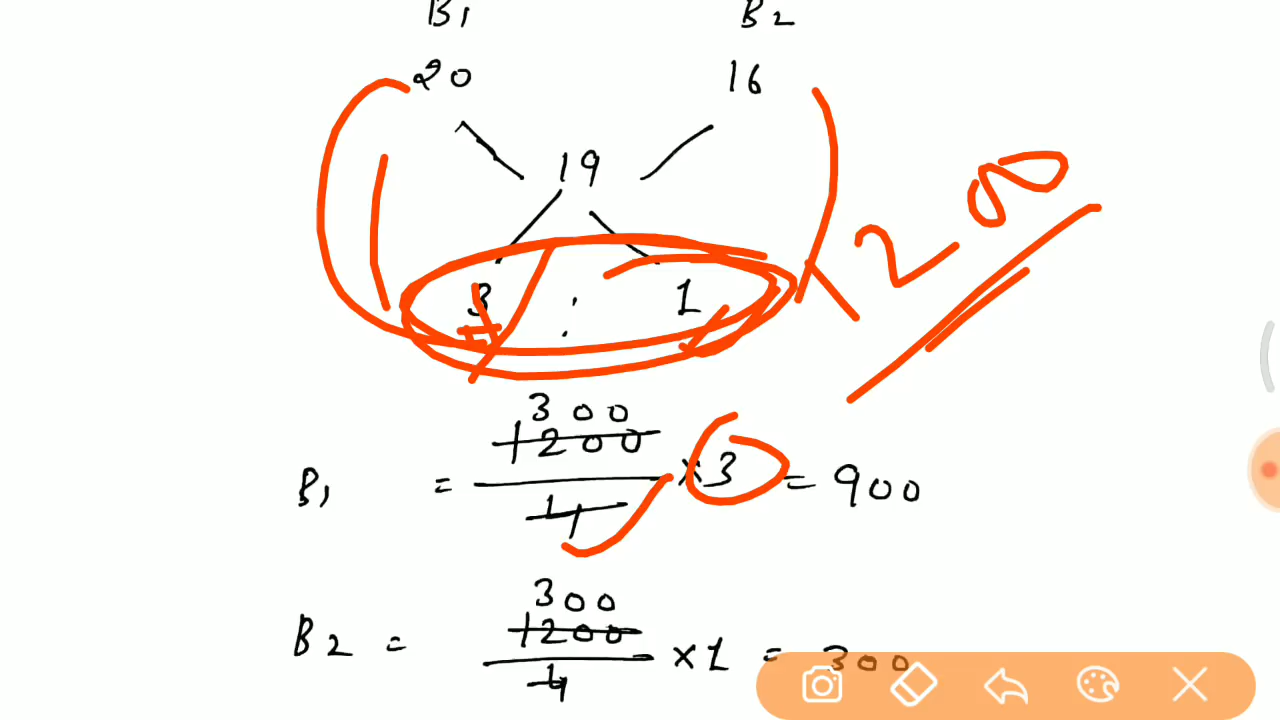 B1 B2
20 16
19
3 : 1
1200
300
1200
B1 = ― × 3 = 900
4
300
1200
B2 = ― × 1 = 300
4